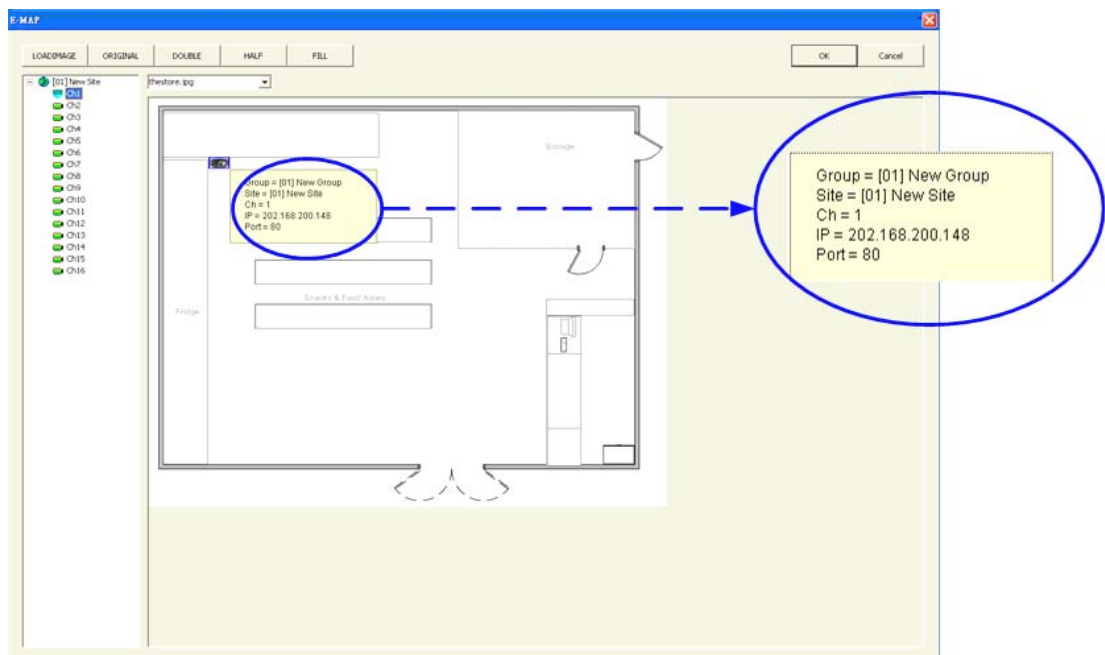 E-MAP
LOADIMAGE ORIGINAL DOUBLE HALF FILL OK Cancel
[01] New Site
Ch1
Ch2
Ch3
Ch4
Ch5
Ch6
Ch7
Ch8
Ch9
Ch10
Ch11
Ch12
Ch13
Ch14
Ch15
Ch16
thestore.jpg
Storage
Group = [01] New Group
Site = [01] New Site
Ch = 1
IP = 202.168.200.148
Port = 80
Snacks & Food Aisles
Fridge
Group = [01] New Group
Site = [01] New Site
Ch = 1
IP = 202.168.200.148
Port = 80